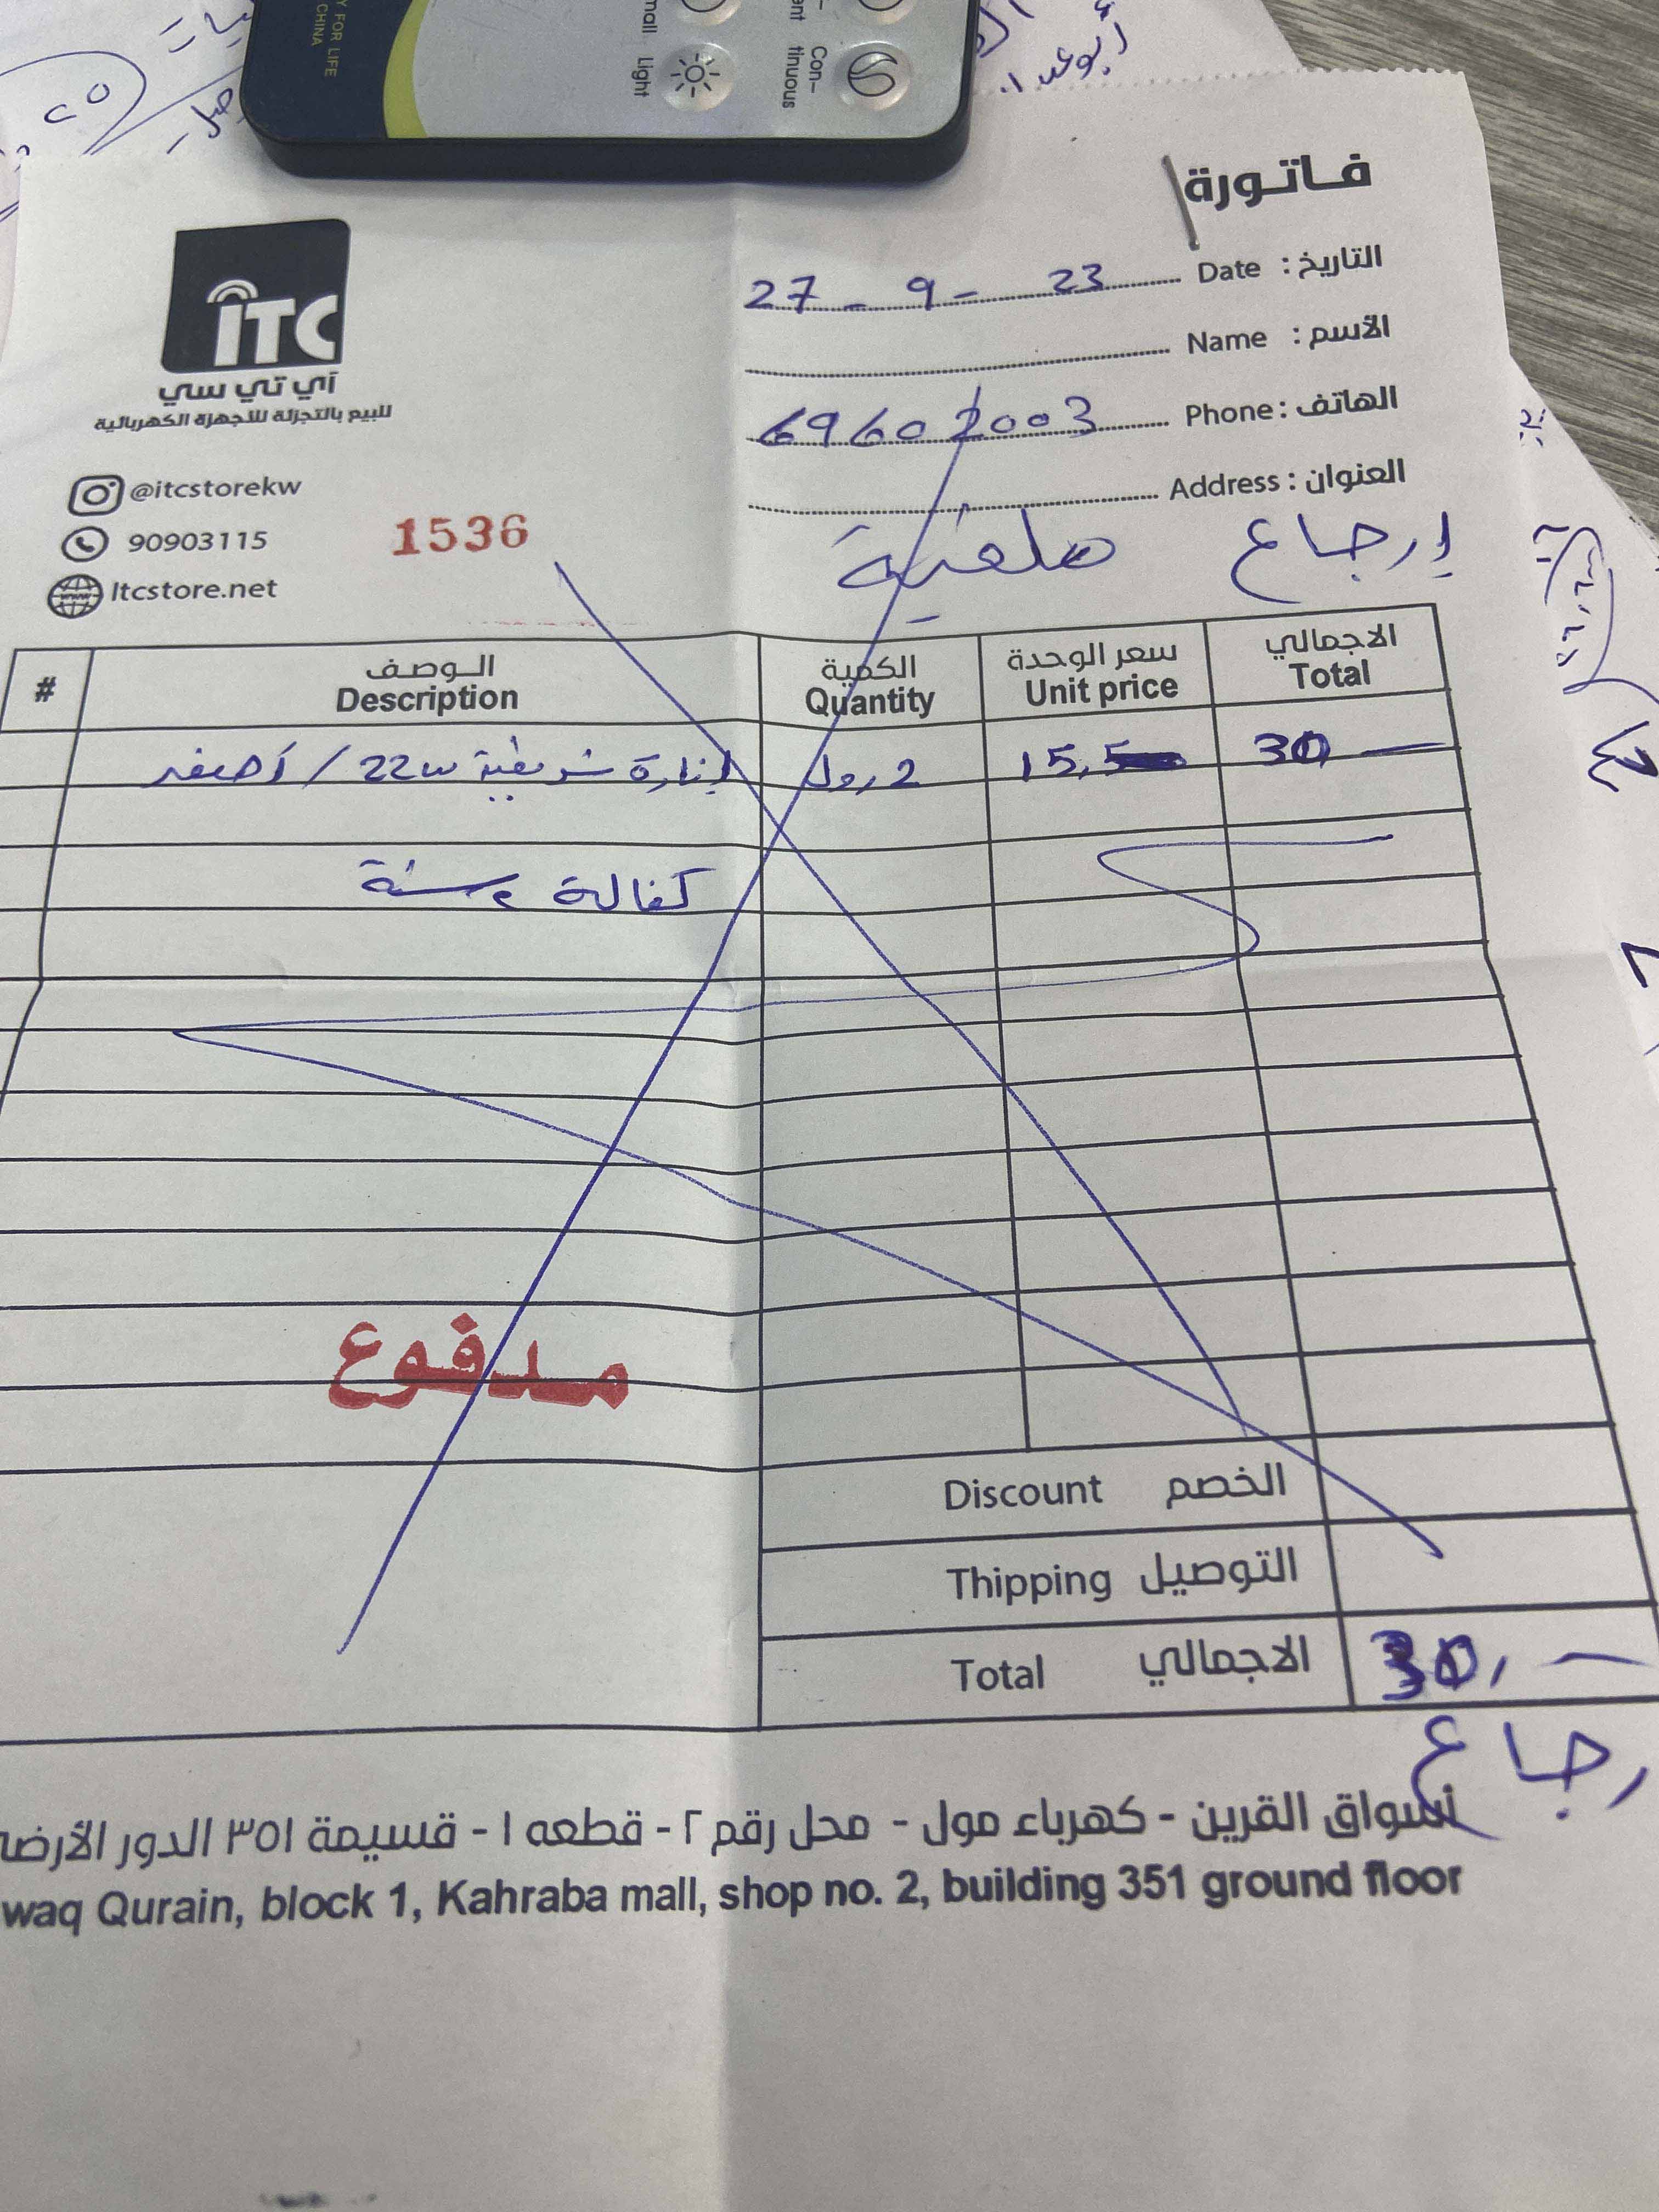 Y FOR LIFE
CHINA
mall
Light
ent
Con-
tinuous
فاتورة
التاريخ : Date 27 - 9 - 23
الأسم : Name
الهاتف : Phone 69602003
العنوان : Address
iTC
آي تي سي
للبيع بالتجزئة للأجهزة الكهربائية
@itcstorekw
90903115
Itcstore.net
1536
إرجاع ملغية
# الوصف الكمية سعر الوحدة الاجمالي
Description Quantity Unit price Total
إنارة شريطية 22w / أصفر 2 رول 15,5 30
كفالة سنة
مدفوع
Discount الخصم
Thipping التوصيل
Total الاجمالي 30,
رجاع
أسواق القرين - كهرباء مول - محل رقم ٢ - قطعه ١ - قسيمة ٣٥١ الدور الأرض
waq Qurain, block 1, Kahraba mall, shop no. 2, building 351 ground floor